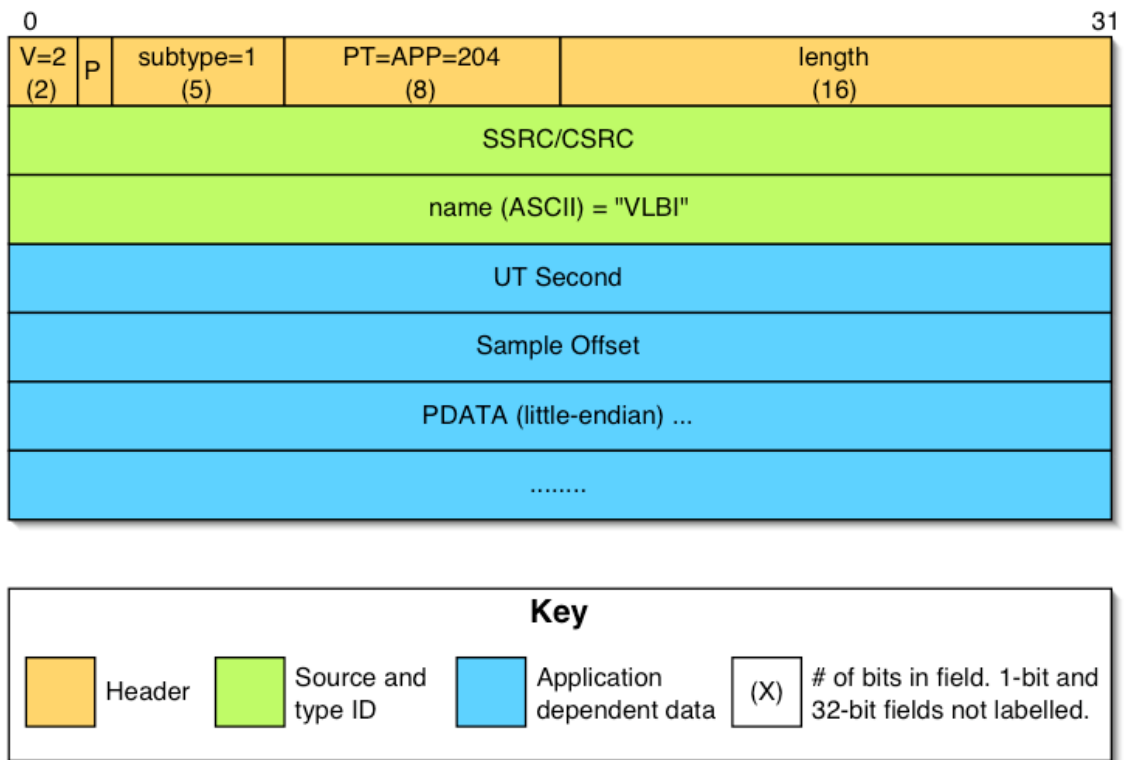 0 31
V=2 P subtype=1 PT=APP=204 length
(2) (5) (8) (16)
SSRC/CSRC
name (ASCII) = "VLBI"
UT Second
Sample Offset
PDATA (little-endian) ...
........
Key
Header
Source and
type ID
Application
dependent data
(X)
# of bits in field. 1-bit and
32-bit fields not labelled.